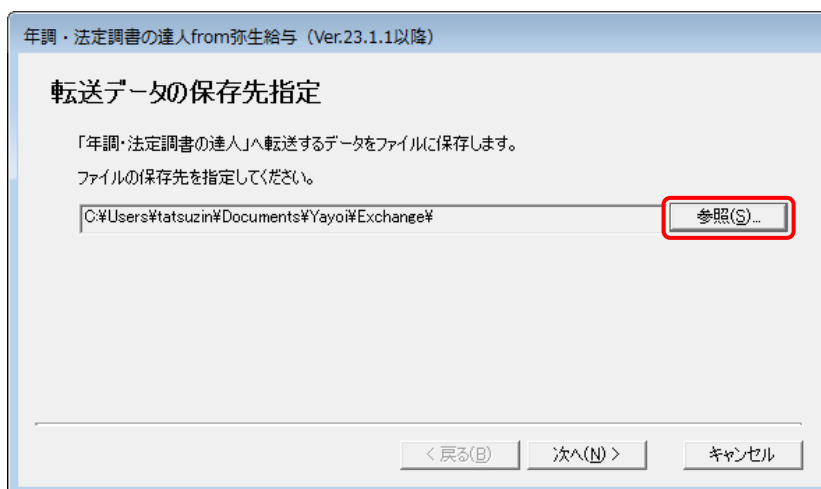 年調・法定調書の達人from弥生給与（Ver.23.1.1以降）
転送データの保存先指定
「年調・法定調書の達人」へ転送するデータをファイルに保存します。
ファイルの保存先を指定してください。
C:¥Users¥tatsuzin¥Documents¥Yayoi¥Exchange¥
参照(S)...
< 戻る(B)
次へ(N) >
キャンセル